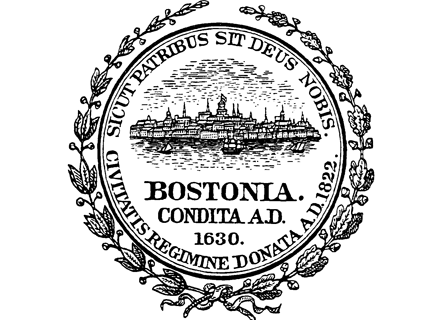 SICUT PATRIBUS SIT DEUS NOBIS
BOSTONIA.
CONDITA A.D.
1630.
CIVITATIS REGIMINE DONATA A.D. 1822.